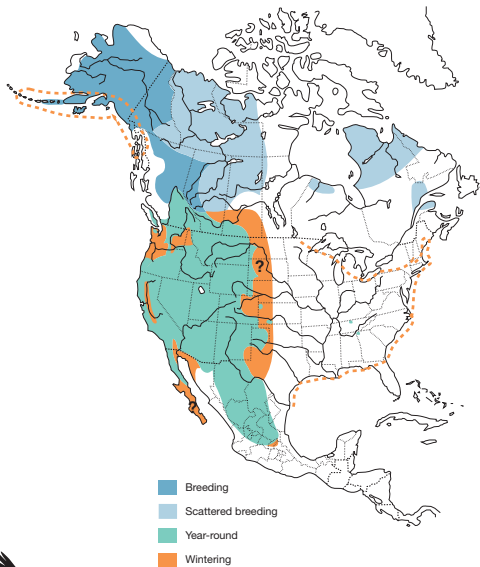 ?
?
Breeding
Scattered breeding
Year-round
Wintering